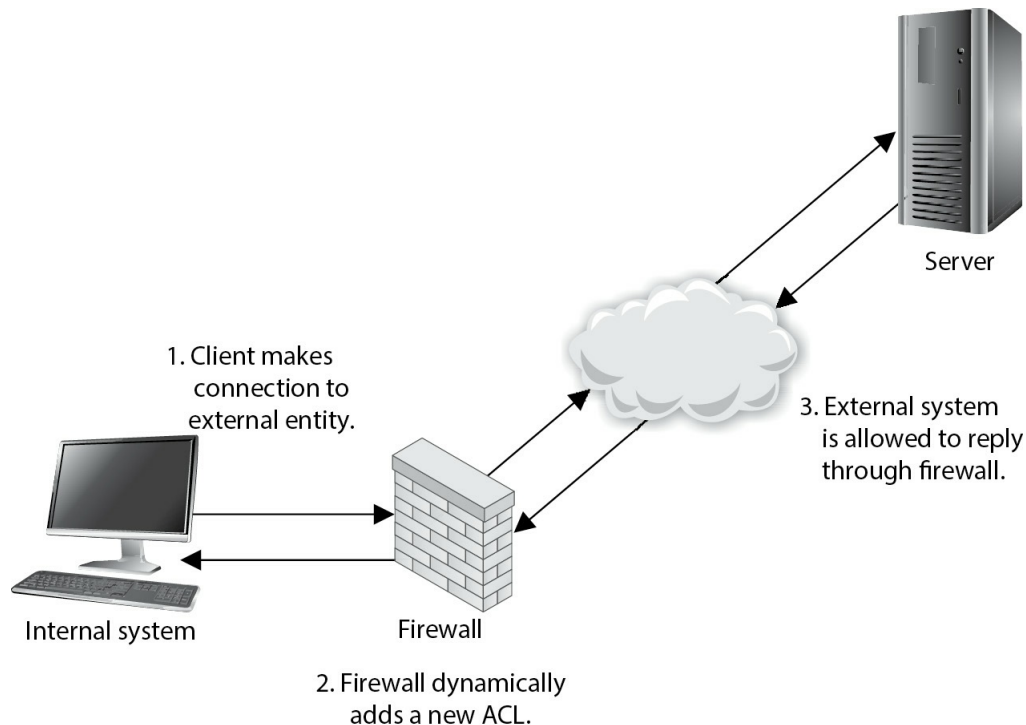 Server
1. Client makes
connection to
external entity.
3. External system
is allowed to reply
through firewall.
Internal system
Firewall
2. Firewall dynamically
adds a new ACL.